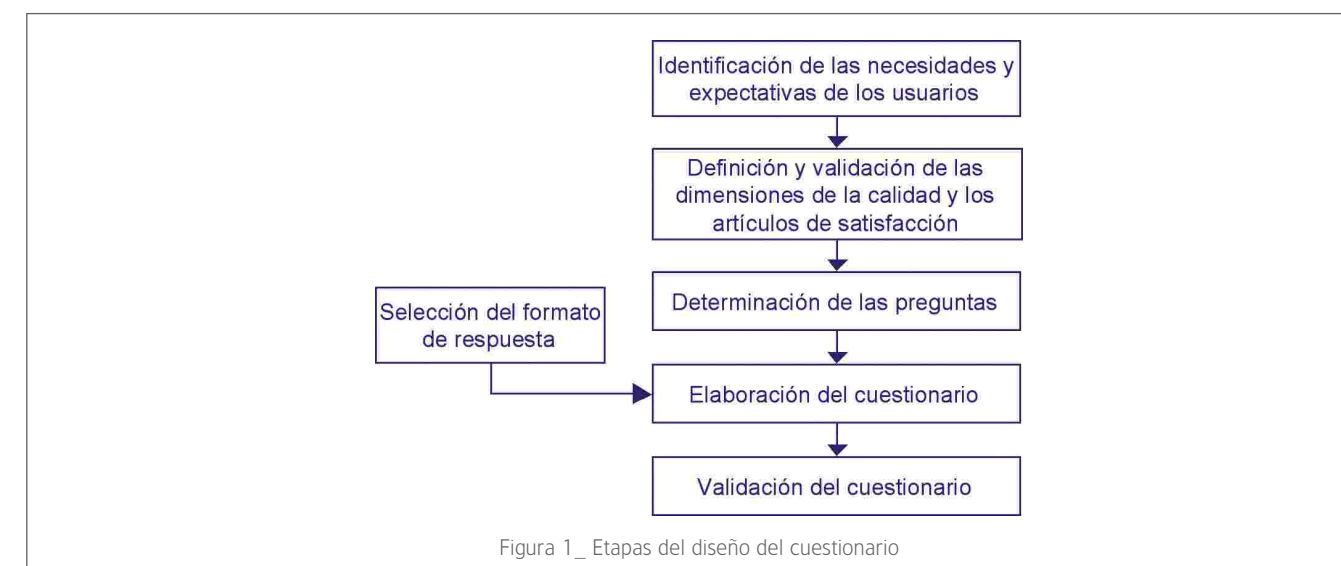 Identificación de las necesidades y
expectativas de los usuarios
Definición y validación de las
dimensiones de la calidad y los
artículos de satisfacción
Determinación de las preguntas
Selección del formato
de respuesta
Elaboración del cuestionario
Validación del cuestionario
Figura 1_ Etapas del diseño del cuestionario